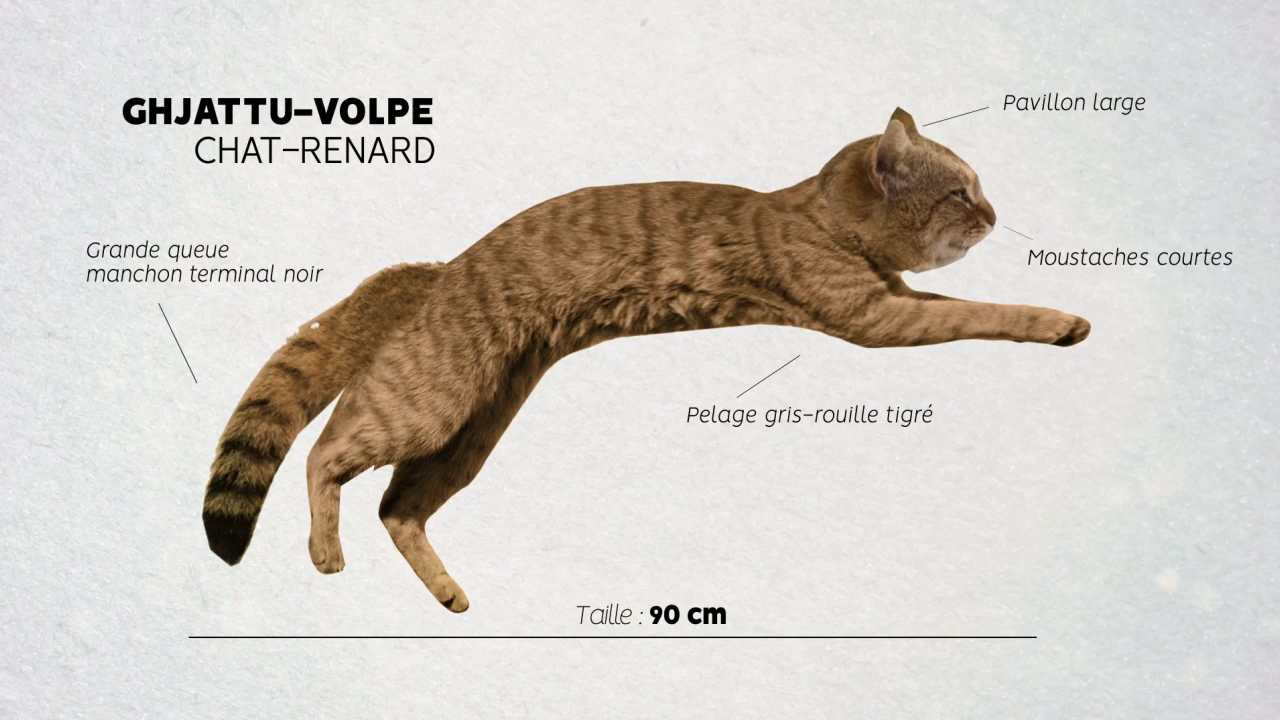 GHJATTU–VOLPE
CHAT–RENARD
Pavillon large
Grande queue
manchon terminal noir
Moustaches courtes
Pelage gris–rouille tigré
Taille : 90 cm